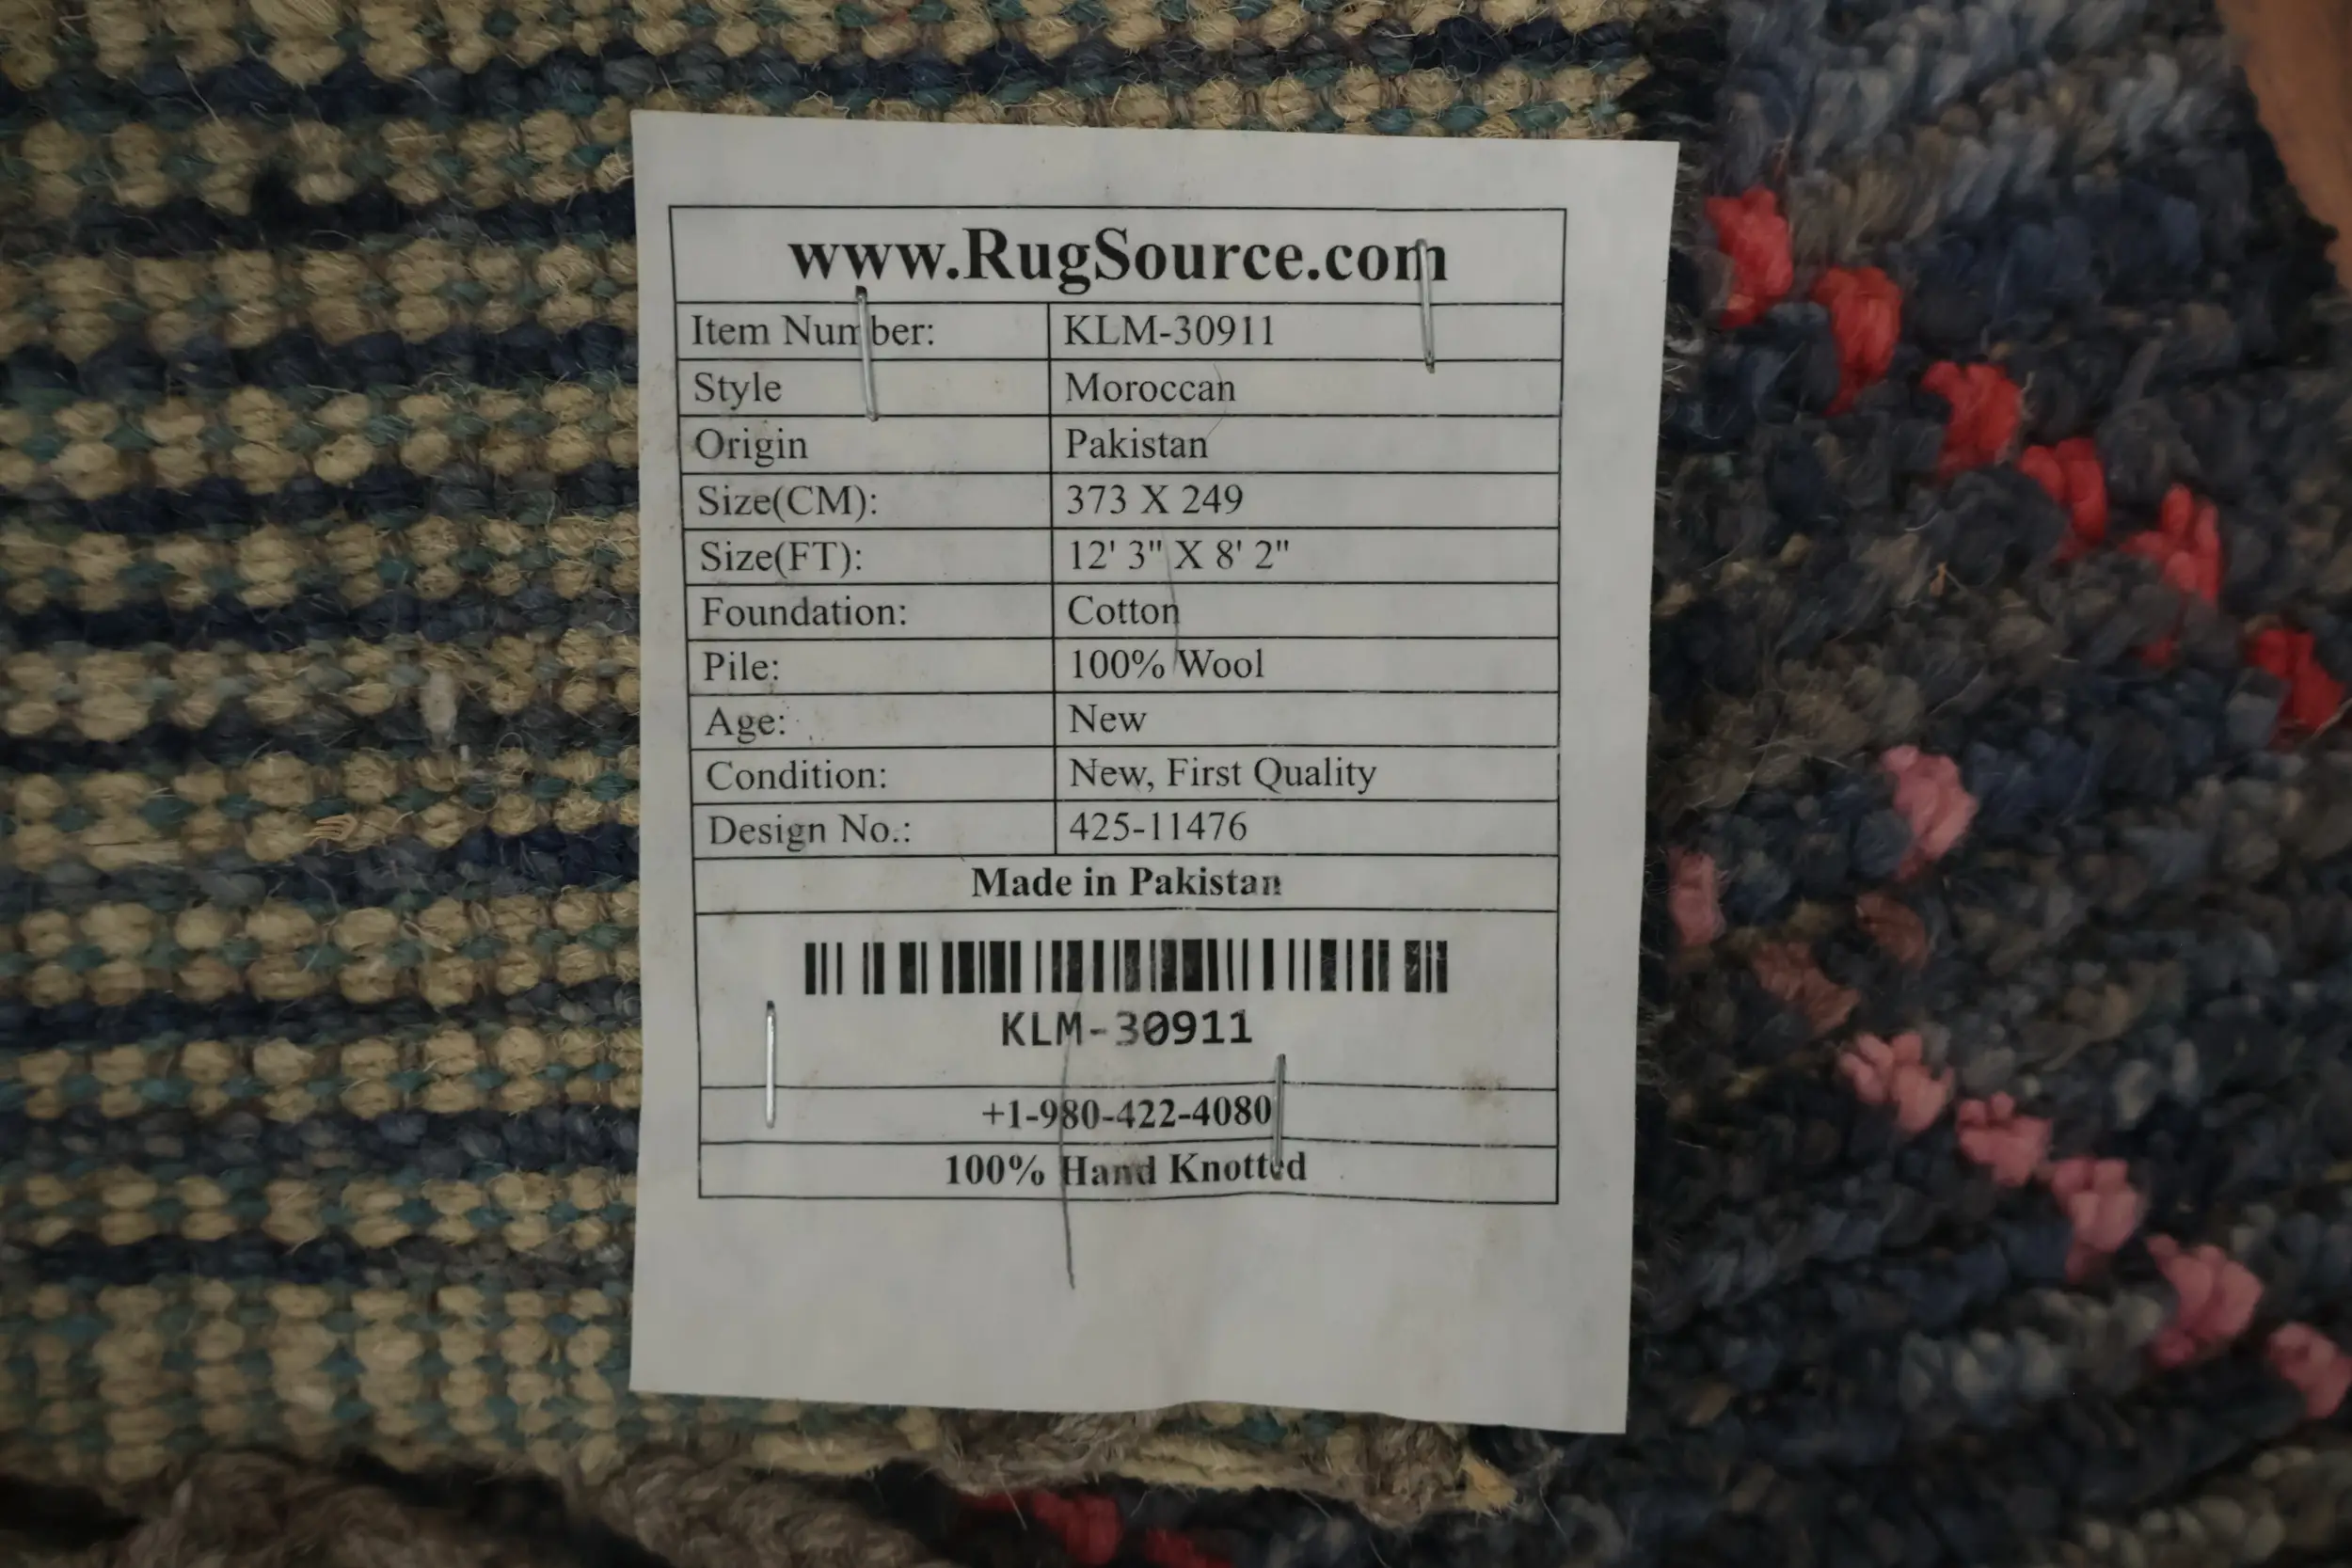 www.RugSource.com
Item Number: KLM-30911
Style Moroccan
Origin Pakistan
Size(CM): 373 X 249
Size(FT): 12' 3" X 8' 2"
Foundation: Cotton
Pile: 100% Wool
Age: New
Condition: New, First Quality
Design No.: 425-11476
Made in Pakistan
KLM-30911
+1-980-422-4080
100% Hand Knotted